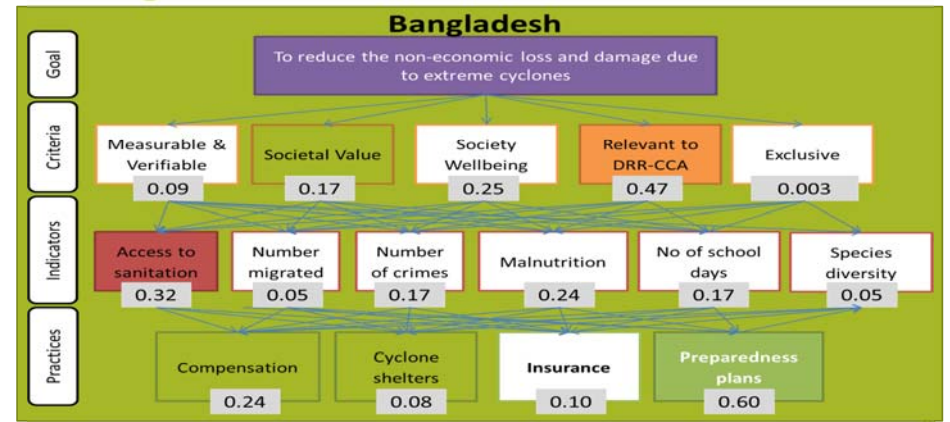 Bangladesh
Goal
To reduce the non-economic loss and damage due
to extreme cyclones
Criteria
Measurable &
Verifiable
0.09
Societal Value
0.17
Society
Wellbeing
0.25
Relevant to
DRR-CCA
0.47
Exclusive
0.003
Indicators
Access to
sanitation
0.32
Number
migrated
0.05
Number
of crimes
0.17
Malnutrition
0.24
No of school
days
0.17
Species
diversity
0.05
Practices
Compensation
0.24
Cyclone
shelters
0.08
Insurance
0.10
Preparedness
plans
0.60